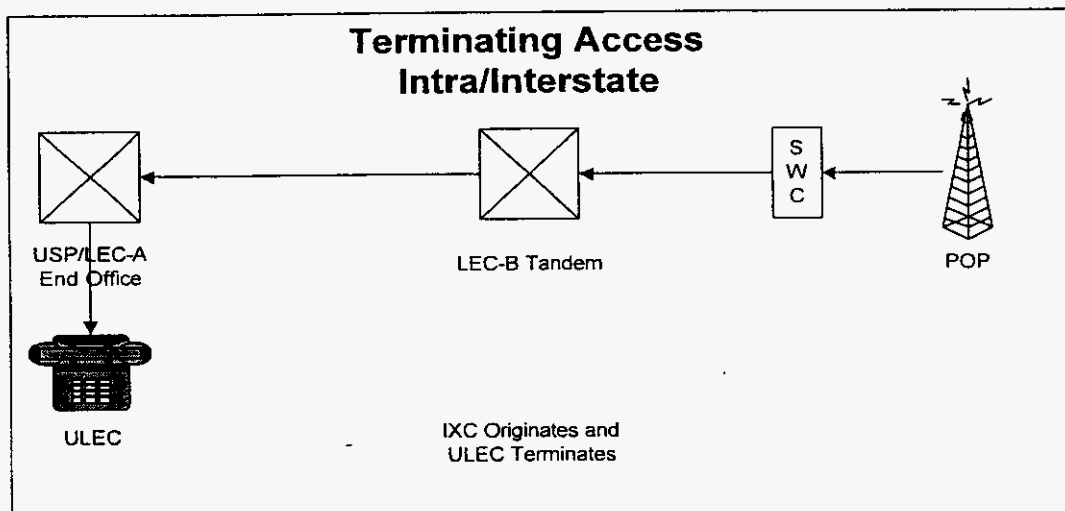 Terminating Access
Intra/Interstate
S
W
C
USP/LEC-A
End Office
LEC-B Tandem
POP
ULEC
IXC Originates and
ULEC Terminates